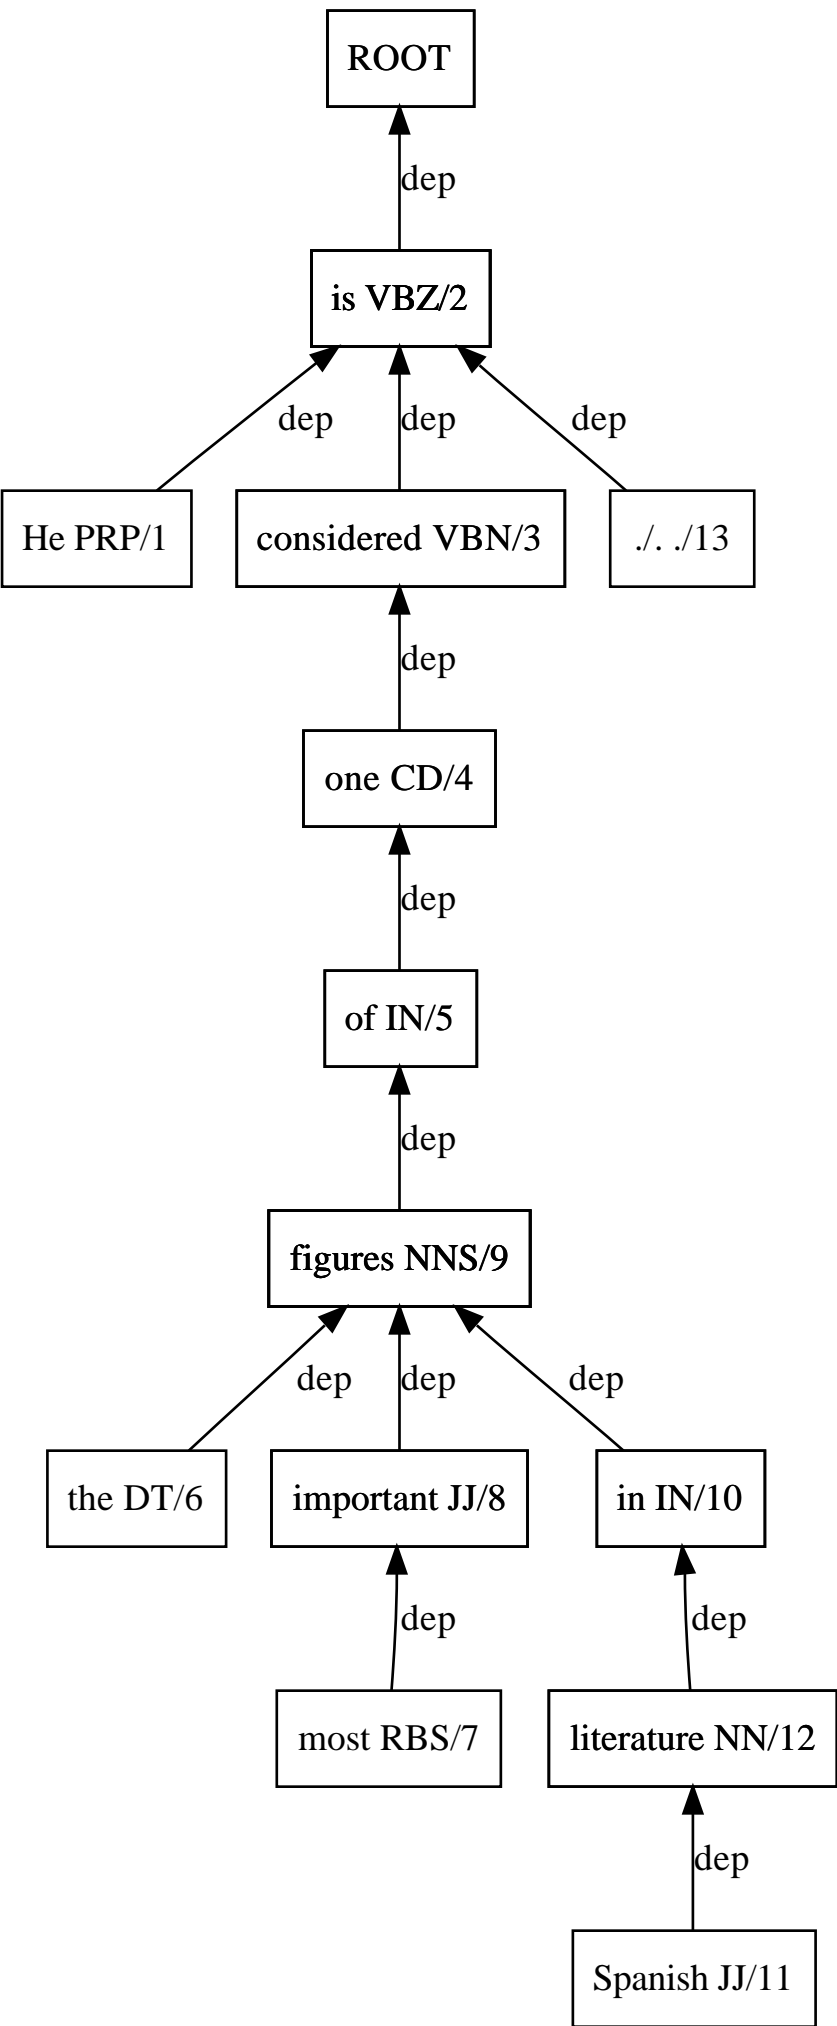 ROOT
dep
is VBZ/2
dep dep dep
He PRP/1 considered VBN/3 ./. ./13
dep
one CD/4
dep
of IN/5
dep
figures NNS/9
dep dep dep
the DT/6 important JJ/8 in IN/10
dep dep
most RBS/7 literature NN/12
dep
Spanish JJ/11